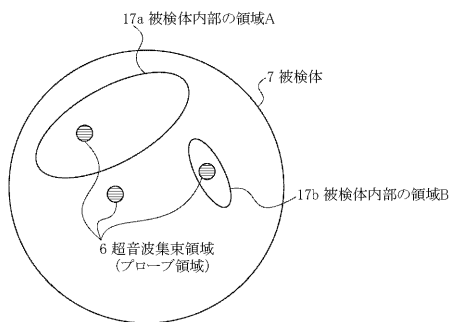 17a 被検体内部の領域A
7 被検体
17b 被検体内部の領域B
6 超音波集束領域
(プローブ領域)